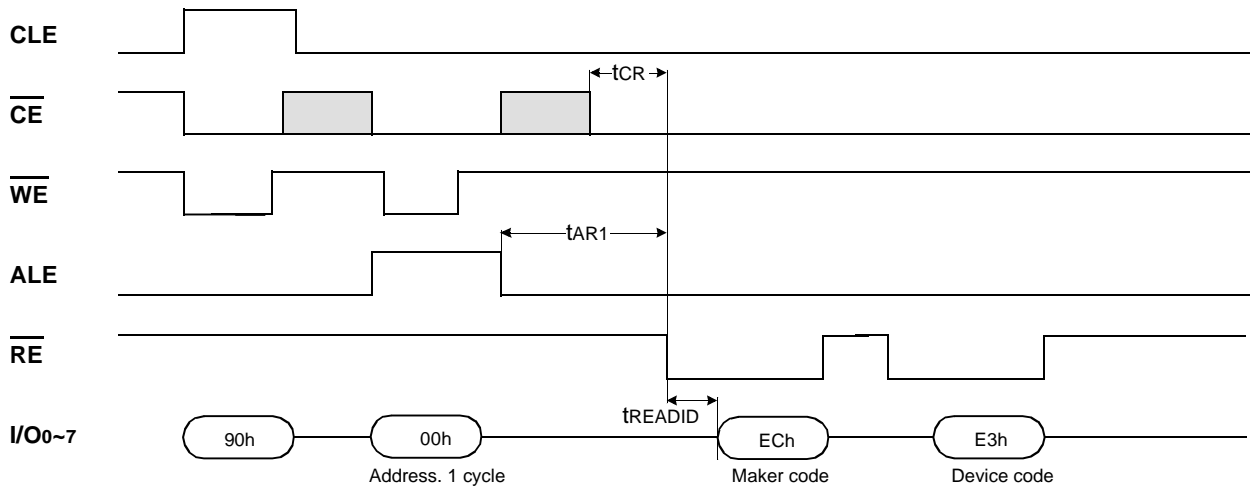 CLE
tCR
CE
WE
tAR1
ALE
RE
tREADID
I/O0~7
90h
00h
ECh
E3h
Address. 1 cycle
Maker code
Device code